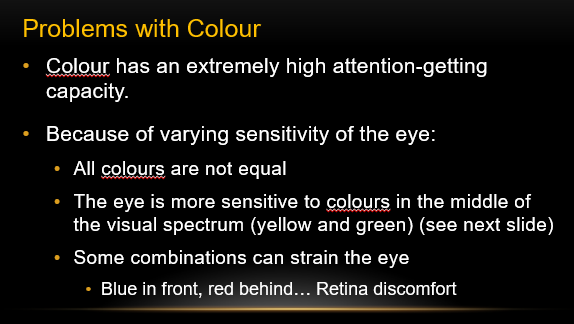 Problems with Colour
• Colour has an extremely high attention-getting
capacity.
• Because of varying sensitivity of the eye:
• All colours are not equal
• The eye is more sensitive to colours in the middle of
the visual spectrum (yellow and green) (see next slide)
• Some combinations can strain the eye
• Blue in front, red behind… Retina discomfort